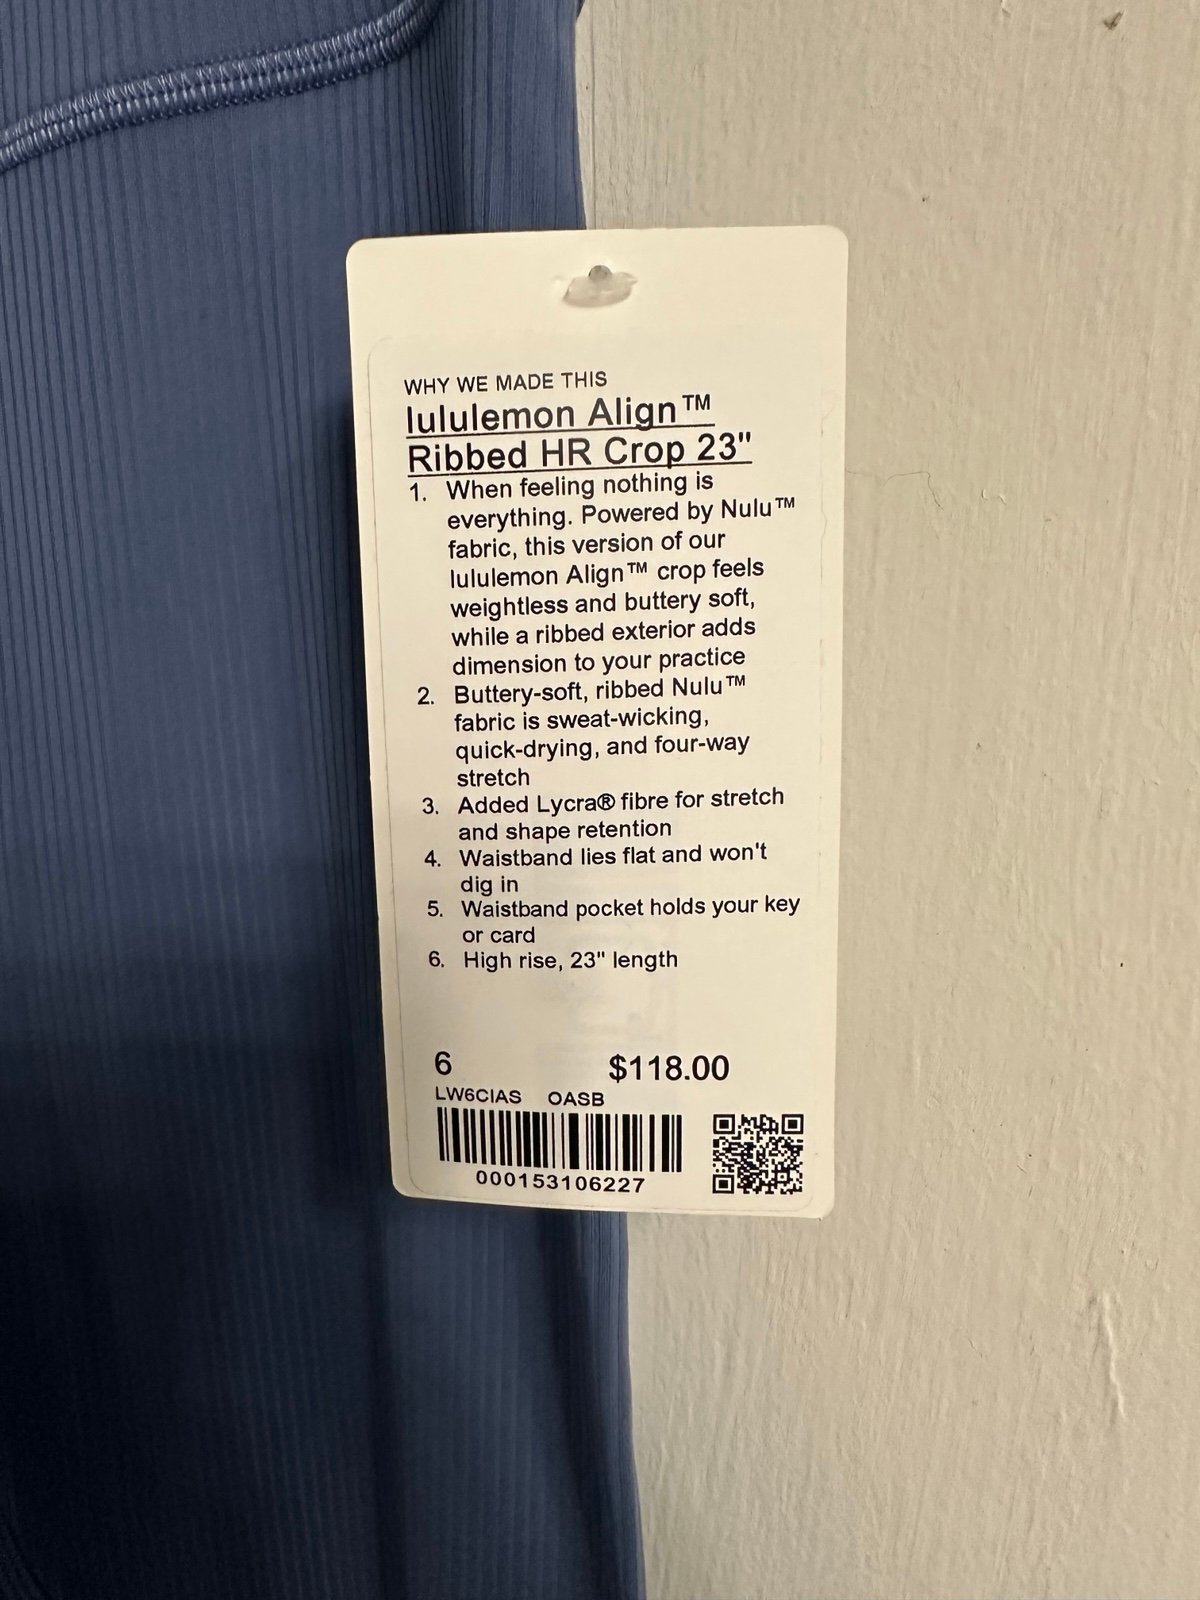 WHY WE MADE THIS
lululemon Align™
Ribbed HR Crop 23"
1. When feeling nothing is
everything. Powered by Nulu™
fabric, this version of our
lululemon Align™ crop feels
weightless and buttery soft,
while a ribbed exterior adds
dimension to your practice
2. Buttery-soft, ribbed Nulu™
fabric is sweat-wicking,
quick-drying, and four-way
stretch
3. Added Lycra® fibre for stretch
and shape retention
4. Waistband lies flat and won't
dig in
5. Waistband pocket holds your key
or card
6. High rise, 23" length
6 $118.00
LW6CIAS OASB
000153106227